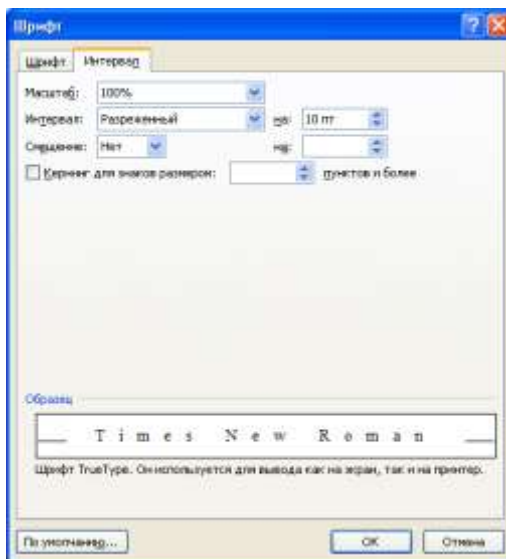 Шрифт
Шрифт Интервал
Масштаб: 100%
Интервал: Разреженный на: 10 пт
Смещение: Нет на:
Кернинг для знаков размером: пунктов и более
Образец
Times New Roman
Шрифт TrueType. Он используется для вывода как на экран, так и на принтер.
По умолчанию... ОК Отмена